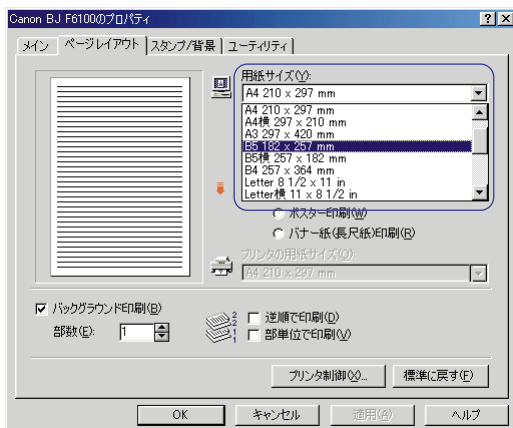 Canon BJ F6100のプロパティ
メイン ページレイアウト スタンプ/背景 ユーティリティ
用紙サイズ(Y):
A4 210 x 297 mm
A4 210 x 297 mm
A4横 297 x 210 mm
A3 297 x 420 mm
B5 182 x 257 mm
B5横 257 x 182 mm
B4 257 x 364 mm
Letter 8 1/2 x 11 in
Letter横 11 x 8 1/2 in
ポスター印刷(W)
バナー紙(長尺紙)印刷(R)
プリンタの用紙サイズ(O):
A4 210 x 297 mm
バックグラウンド印刷(B)
部数(E): 1
2 2 1 1
逆順で印刷(D)
部単位で印刷(V)
プリンタ制御(X)... 標準に戻す(F)
OK キャンセル 適用(A) ヘルプ